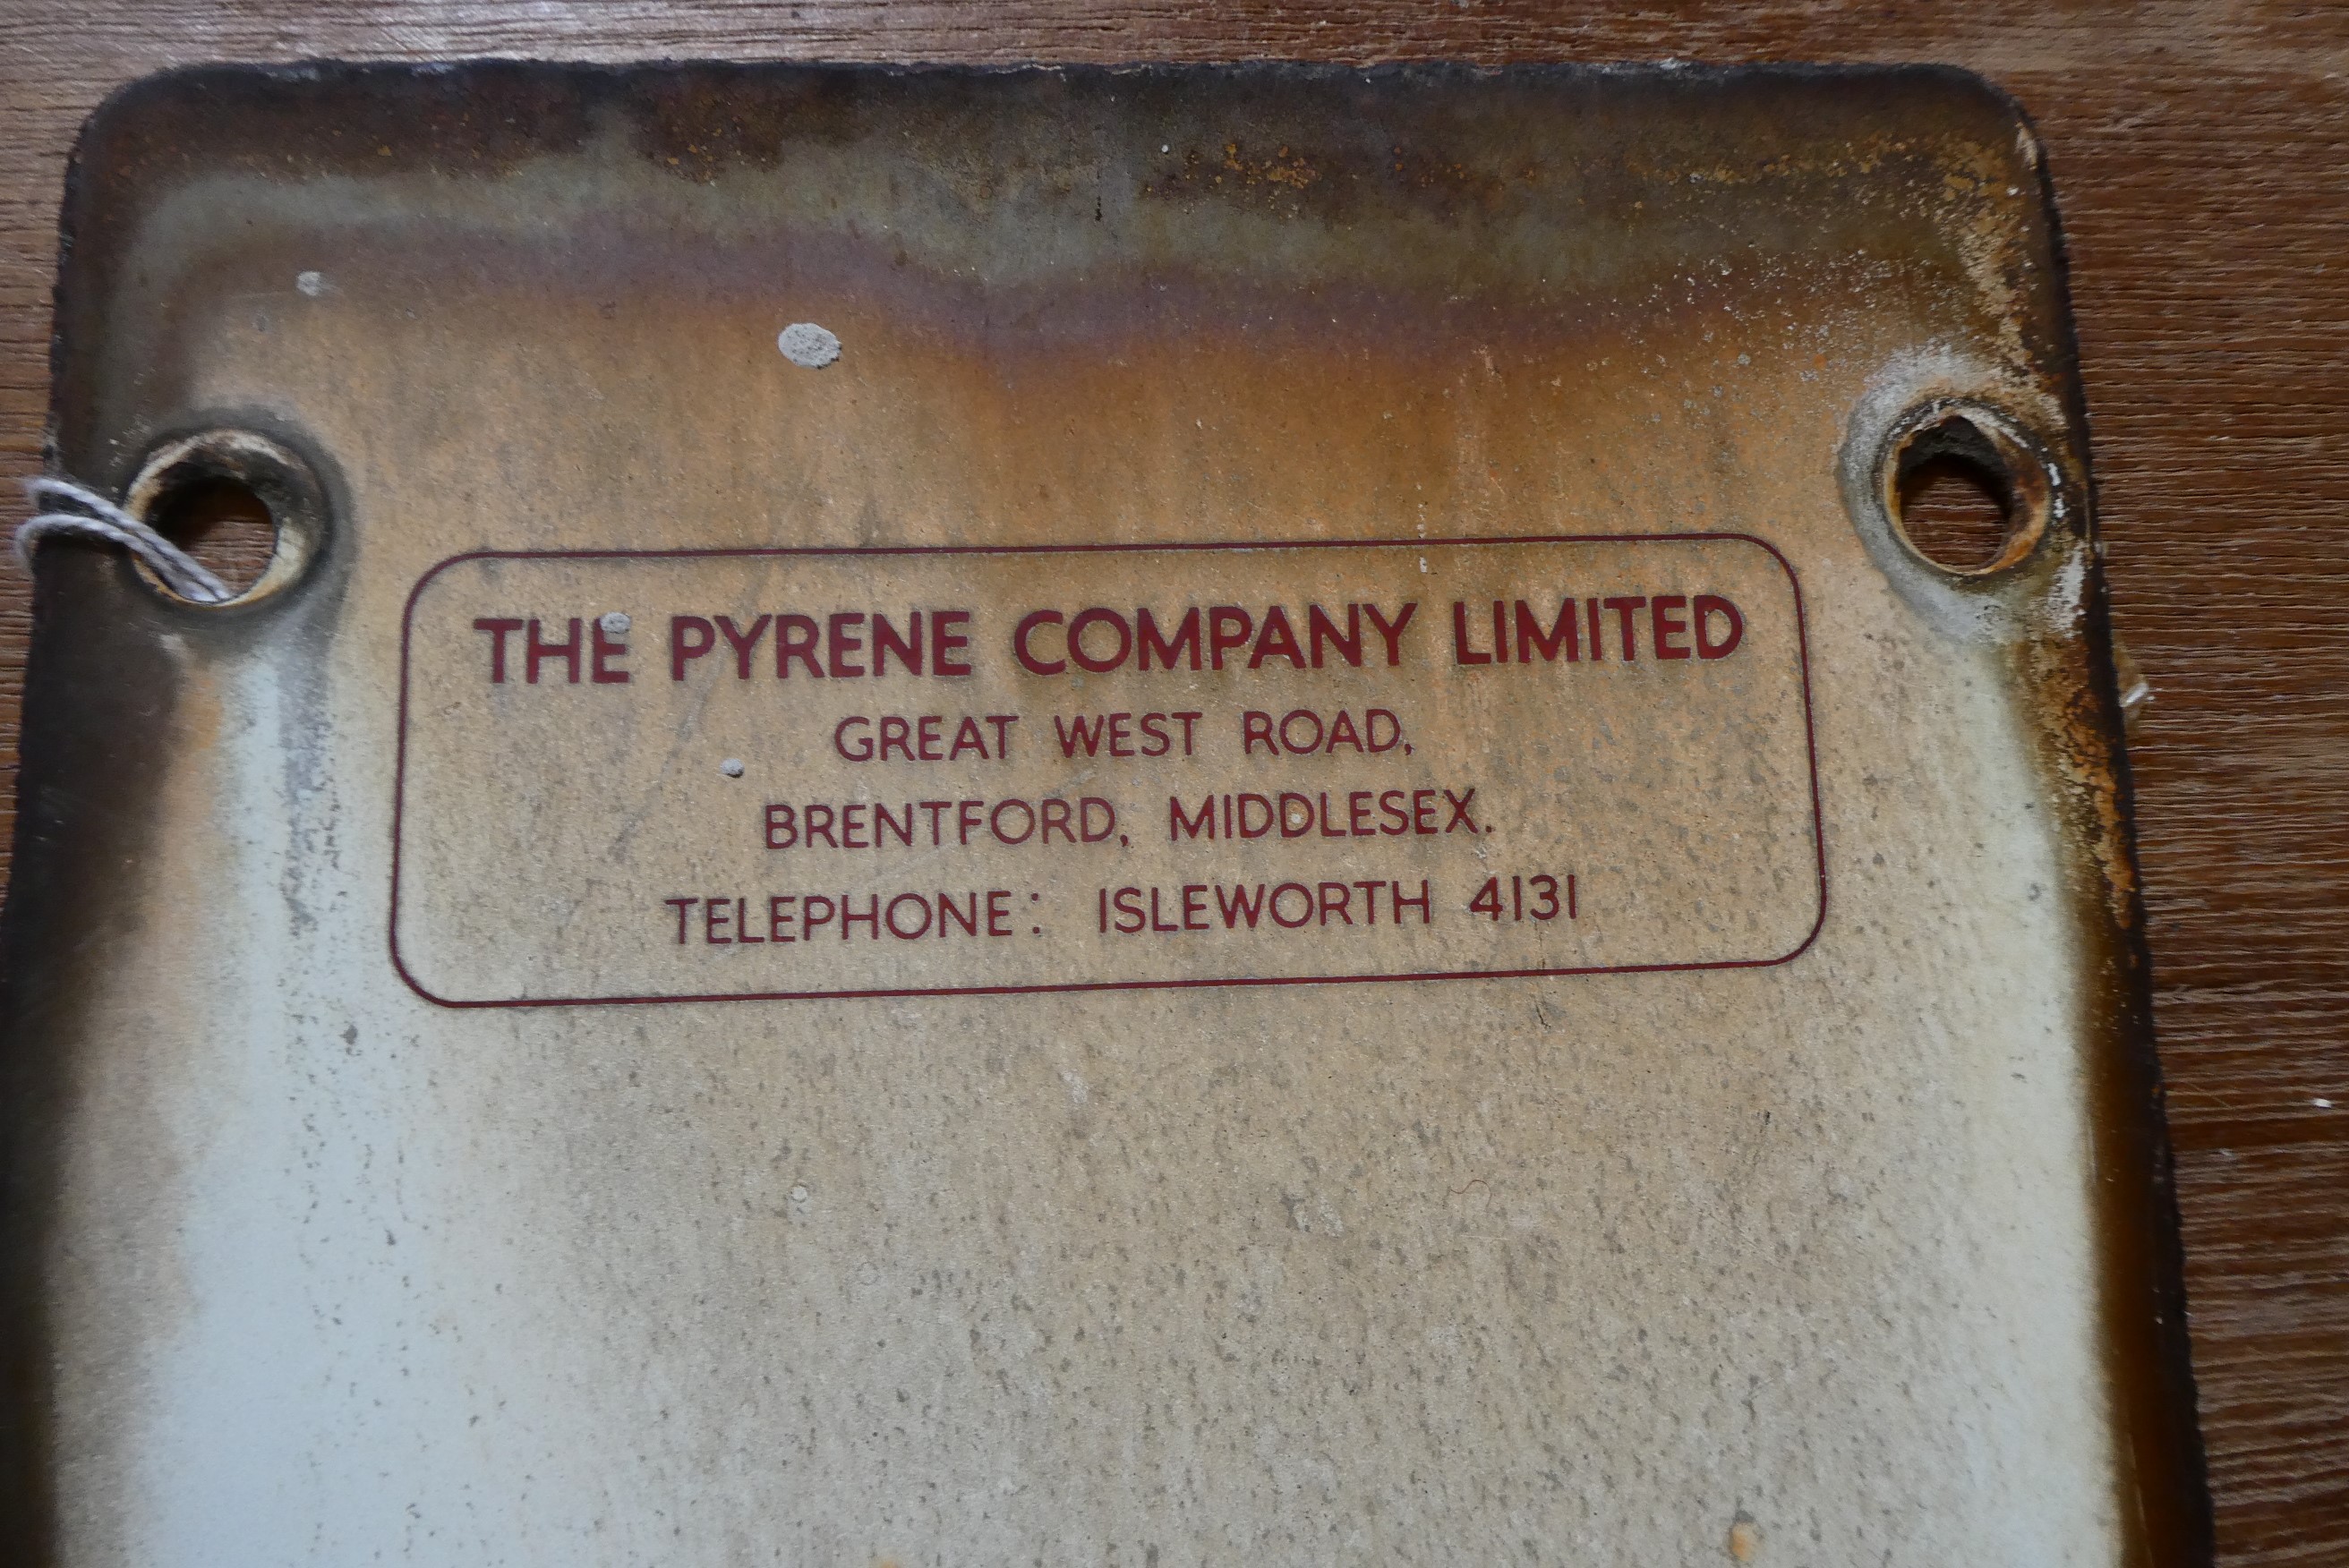 THE PYRENE COMPANY LIMITED
GREAT WEST ROAD,
BRENTFORD, MIDDLESEX.
TELEPHONE: ISLEWORTH 4131